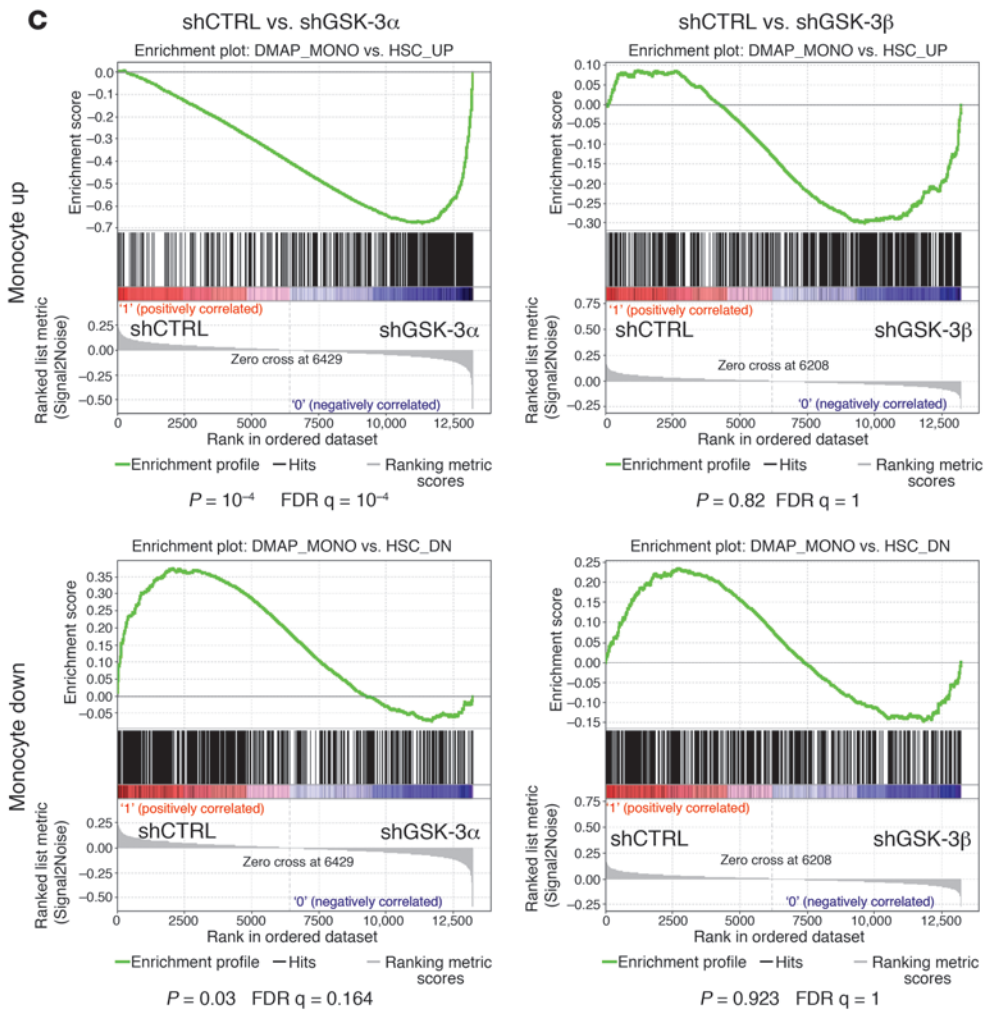 C
shCTRL vs. shGSK-3α
Enrichment plot: DMAP_MONO vs. HSC_UP
Monocyte up
Enrichment score
0.0
−0.1
−0.2
−0.3
−0.4
−0.5
−0.6
−0.7
'1' (positively correlated)
Ranked list metric
(Signal2Noise)
0.25
0.00
−0.25
−0.50
shCTRL
shGSK-3α
Zero cross at 6429
'0' (negatively correlated)
0
2500
5000
7500
10,000
12,500
Rank in ordered dataset
Enrichment profile
Hits
Ranking metric
scores
P = 10⁻⁴ FDR q = 10⁻⁴
shCTRL vs. shGSK-3β
Enrichment plot: DMAP_MONO vs. HSC_UP
Enrichment score
0.10
0.05
0.00
−0.05
−0.10
−0.15
−0.20
−0.25
−0.30
'1' (positively correlated)
Ranked list metric
(Signal2Noise)
0.75
0.50
0.25
0.00
−0.25
shCTRL
shGSK-3β
Zero cross at 6208
'0' (negatively correlated)
0
2500
5000
7500
10,000
12,500
Rank in ordered dataset
Enrichment profile
Hits
Ranking metric
scores
P = 0.82 FDR q = 1
Enrichment plot: DMAP_MONO vs. HSC_DN
Monocyte down
Enrichment score
0.35
0.30
0.25
0.20
0.15
0.10
0.00
−0.05
'1' (positively correlated)
Ranked list metric
(Signal2Noise)
0.25
0.00
−0.25
−0.50
shCTRL
shGSK-3α
Zero cross at 6429
'0' (negatively correlated)
0
2500
5000
7500
10,000
12,500
Rank in ordered dataset
Enrichment profile
Hits
Ranking metric
scores
P = 0.03 FDR q = 0.164
Enrichment plot: DMAP_MONO vs. HSC_DN
Enrichment score
0.25
0.20
0.15
0.10
0.05
0.00
−0.05
−0.10
−0.15
'1' (positively correlated)
Ranked list metric
(Signal2Noise)
0.75
0.50
0.25
0.00
−0.25
shCTRL
shGSK-3β
Zero cross at 6208
'0' (negatively correlated)
0
2500
5000
7500
10,000
12,500
Rank in ordered dataset
Enrichment profile
Hits
Ranking metric
scores
P = 0.923 FDR q = 1